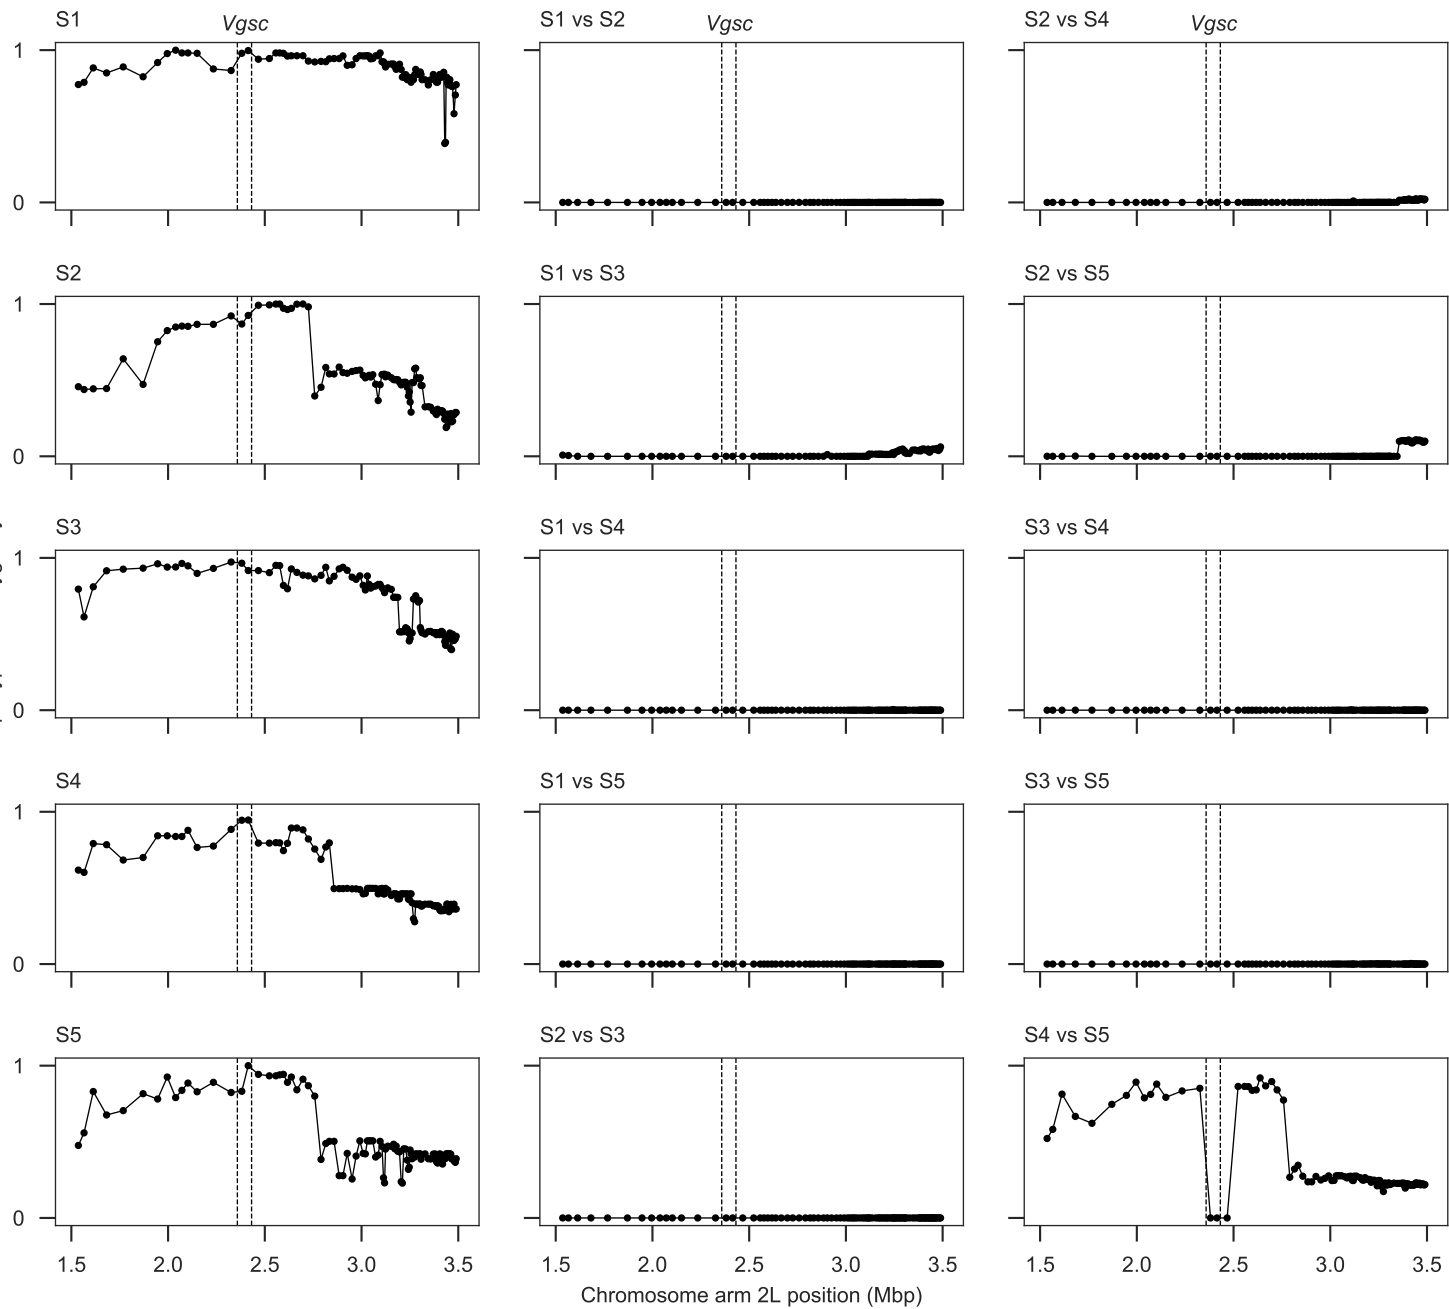 S1 Vgsc S1 vs S2 Vgsc S2 vs S4 Vgsc
1
0
S2 S1 vs S3 S2 vs S5
1
0
S3 S1 vs S4 S3 vs S4
1
0
S4 S1 vs S5 S3 vs S5
1
0
S5 S2 vs S3 S4 vs S5
1
0
1.5 2.0 2.5 3.0 3.5 1.5 2.0 2.5 3.0 3.5 1.5 2.0 2.5 3.0 3.5
Chromosome arm 2L position (Mbp)